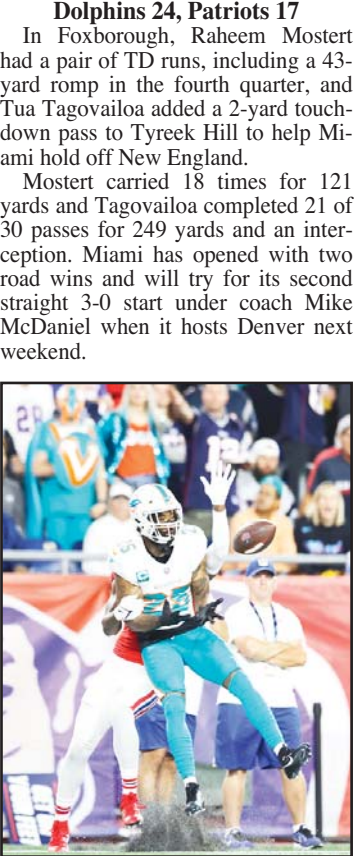 Dolphins 24, Patriots 17
In Foxborough, Raheem Mostert
had a pair of TD runs, including a 43-
yard romp in the fourth quarter, and
Tua Tagovailoa added a 2-yard touch-
down pass to Tyreek Hill to help Mi-
ami hold off New England.
Mostert carried 18 times for 121
yards and Tagovailoa completed 21 of
30 passes for 249 yards and an inter-
ception. Miami has opened with two
road wins and will try for its second
straight 3-0 start under coach Mike
McDaniel when it hosts Denver next
weekend.